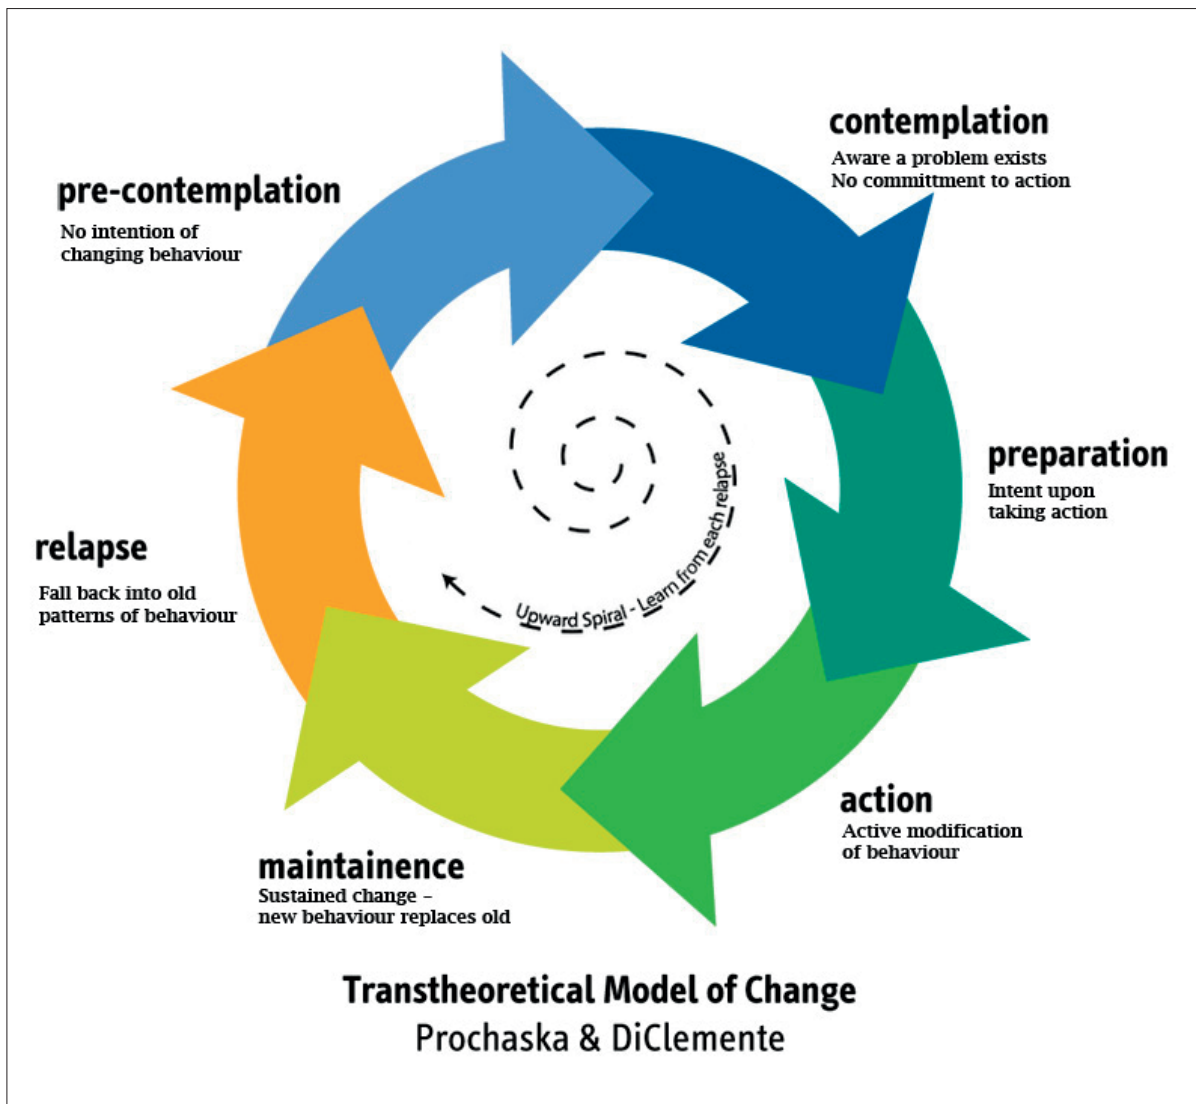 pre-contemplation
No intention of
changing behaviour
contemplation
Aware a problem exists
No committment to action
preparation
Intent upon
taking action
action
Active modification
of behaviour
maintainence
Sustained change –
new behaviour replaces old
relapse
Fall back into old
patterns of behaviour
Upward Spiral - Learn from each relapse
Transtheoretical Model of Change
Prochaska & DiClemente